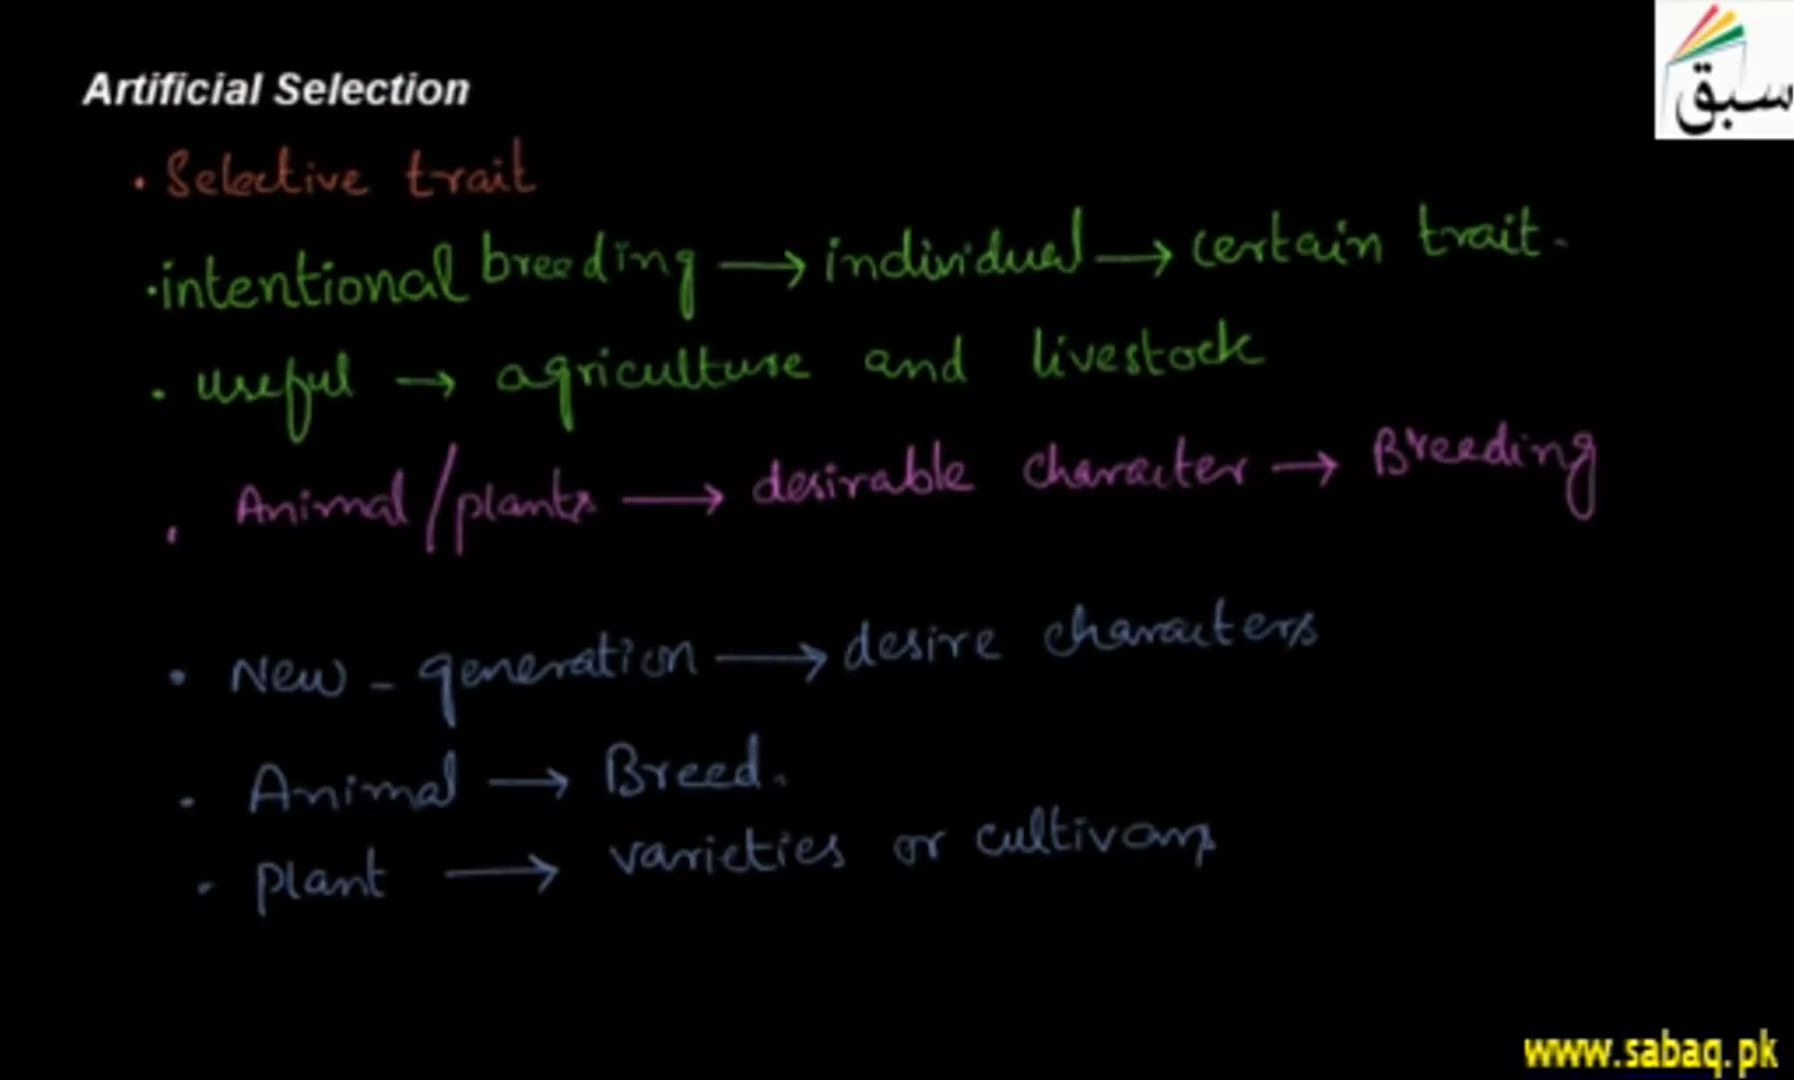 سبق
Artificial Selection
· Selective trait
· intentional breeding → individual → certain trait.
· useful → agriculture and livestock
· Animal/plants → desirable character → Breeding
· New - generation → desire characters
· Animal → Breed.
· plant → varieties or cultivars
www.sabaq.pk